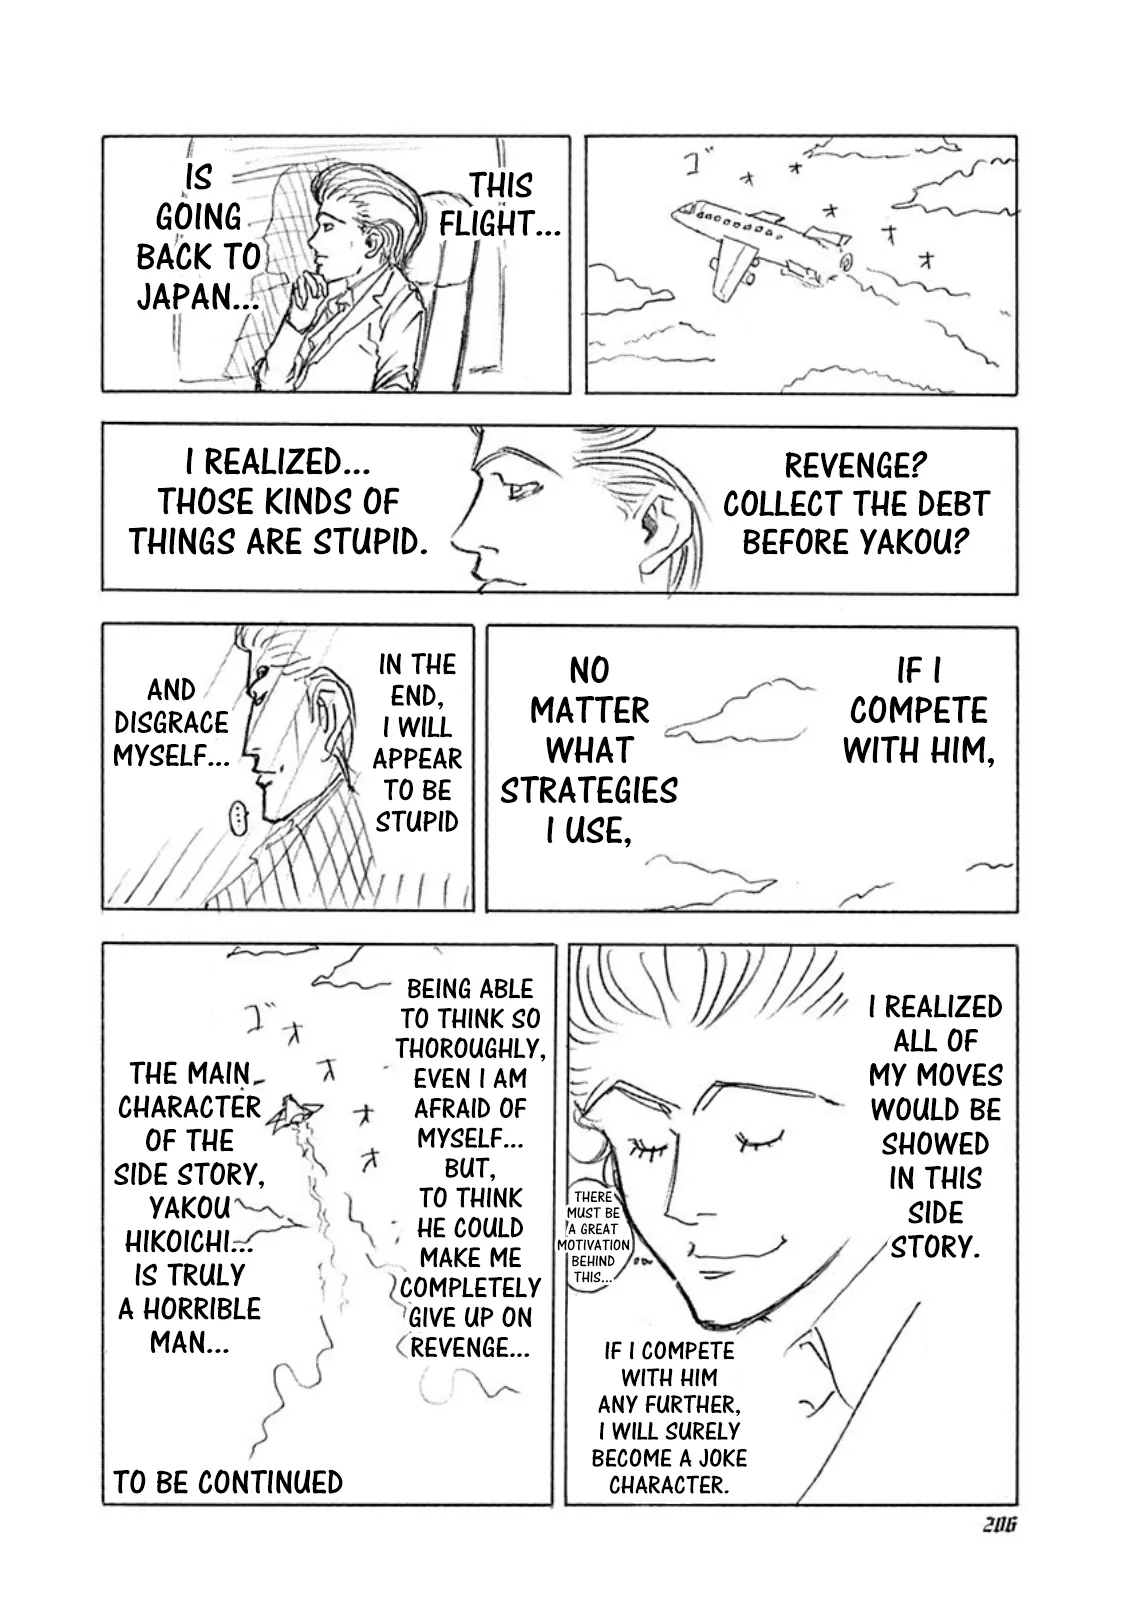 ゴ
オ
オ
オ
オ
オ
THIS
FLIGHT...
IS
GOING
BACK TO
JAPAN...
REVENGE?
COLLECT THE DEBT
BEFORE YAKOU?
I REALIZED...
THOSE KINDS OF
THINGS ARE STUPID.
IF I
COMPETE
WITH HIM,
NO
MATTER
WHAT
STRATEGIES
I USE,
IN THE
END,
I WILL
APPEAR
TO BE
STUPID
AND
DISGRACE
MYSELF...
....
I REALIZED
ALL OF
MY MOVES
WOULD BE
SHOWED
IN THIS
SIDE
STORY.
THERE
MUST BE
A GREAT
MOTIVATION
BEHIND
THIS...
IF I COMPETE
WITH HIM
ANY FURTHER,
I WILL SURELY
BECOME A JOKE
CHARACTER.
BEING ABLE
TO THINK SO
THOROUGHLY,
EVEN I AM
AFRAID OF
MYSELF...
BUT,
TO THINK
HE COULD
MAKE ME
COMPLETELY
GIVE UP ON
REVENGE...
ゴ
オ
オ
オ
オ
THE MAIN
CHARACTER
OF THE
SIDE STORY,
YAKOU
HIKOICHI...
IS TRULY
A HORRIBLE
MAN...
TO BE CONTINUED
206